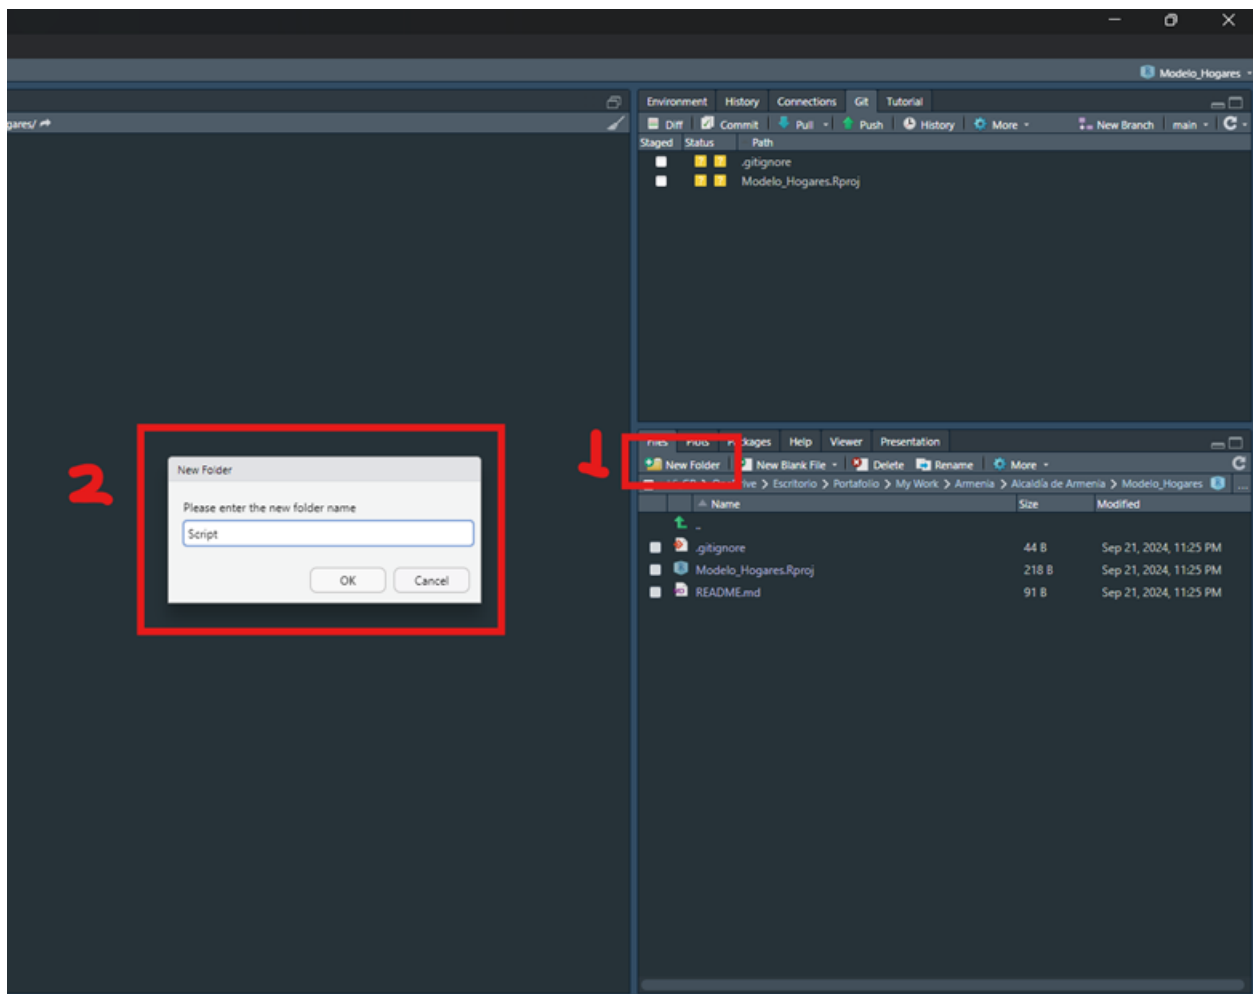 Modelo_Hogares
gares/
Environment History Connections Git Tutorial
Diff Commit Pull Push History More New Branch main
Staged Status Path
.gitignore
Modelo_Hogares.Rproj
2
New Folder
Please enter the new folder name
Script
OK Cancel
1
Files Plots Packages Help Viewer Presentation
New Folder New Blank File Delete Rename More
Escritorio Portafolio My Work Armenia Alcaldía de Armenia Modelo_Hogares ...
Name Size Modified
.gitignore 44 B Sep 21, 2024, 11:25 PM
Modelo_Hogares.Rproj 218 B Sep 21, 2024, 11:25 PM
README.md 91 B Sep 21, 2024, 11:25 PM